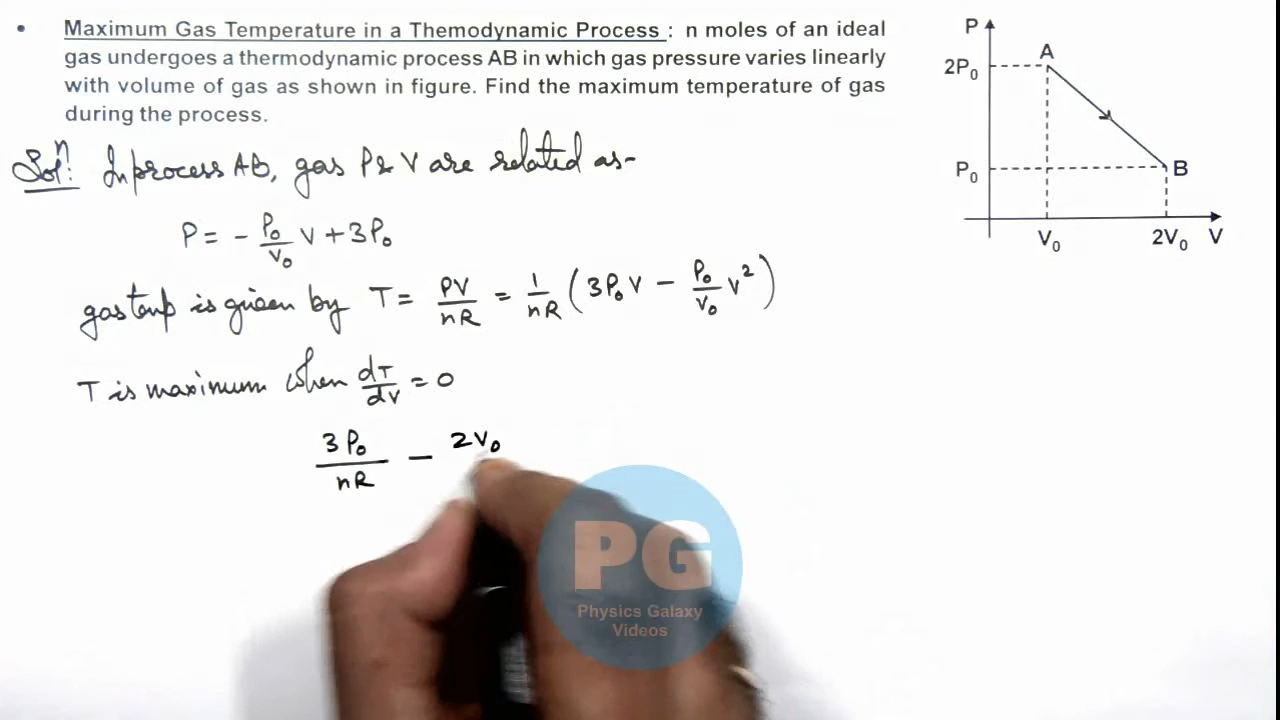 • Maximum Gas Temperature in a Themodynamic Process : n moles of an ideal
gas undergoes a thermodynamic process AB in which gas pressure varies linearly
with volume of gas as shown in figure. Find the maximum temperature of gas
during the process.
P
A
2P₀
P₀
B
V₀
2V₀
V
Solⁿ: In process AB, gas P & V are related as-
P = - P₀/V₀ V + 3P₀
gas temp is given by T = PV/nR = 1/nR (3P₀V - P₀/V₀ V²)
T is maximum when dT/dV = 0
3P₀/nR - 2V₀
PG
Physics Galaxy
Videos